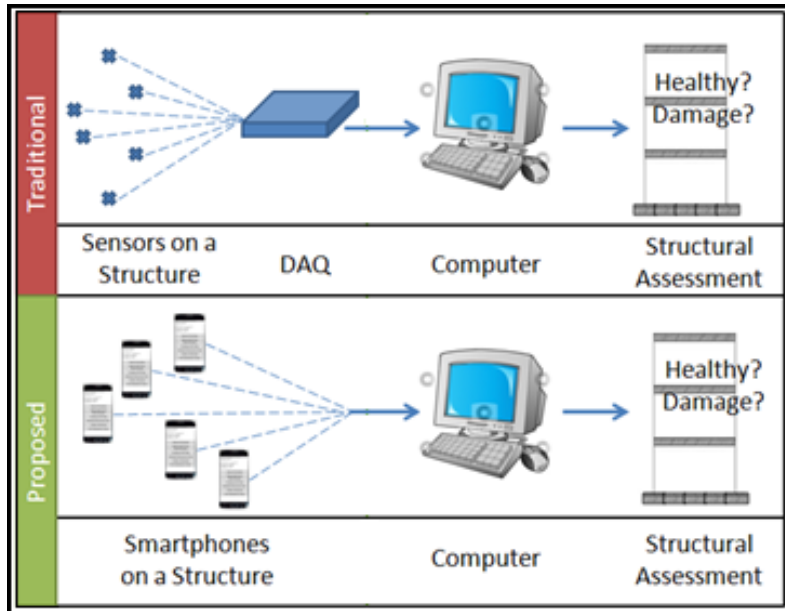 Traditional
Healthy?
Damage?
Sensors on a
Structure
DAQ
Computer
Structural
Assessment
Proposed
Healthy?
Damage?
Smartphones
on a Structure
Computer
Structural
Assessment